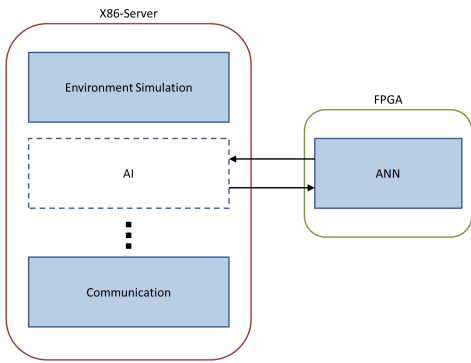 X86-Server
Environment Simulation
FPGA
AI
ANN
Communication